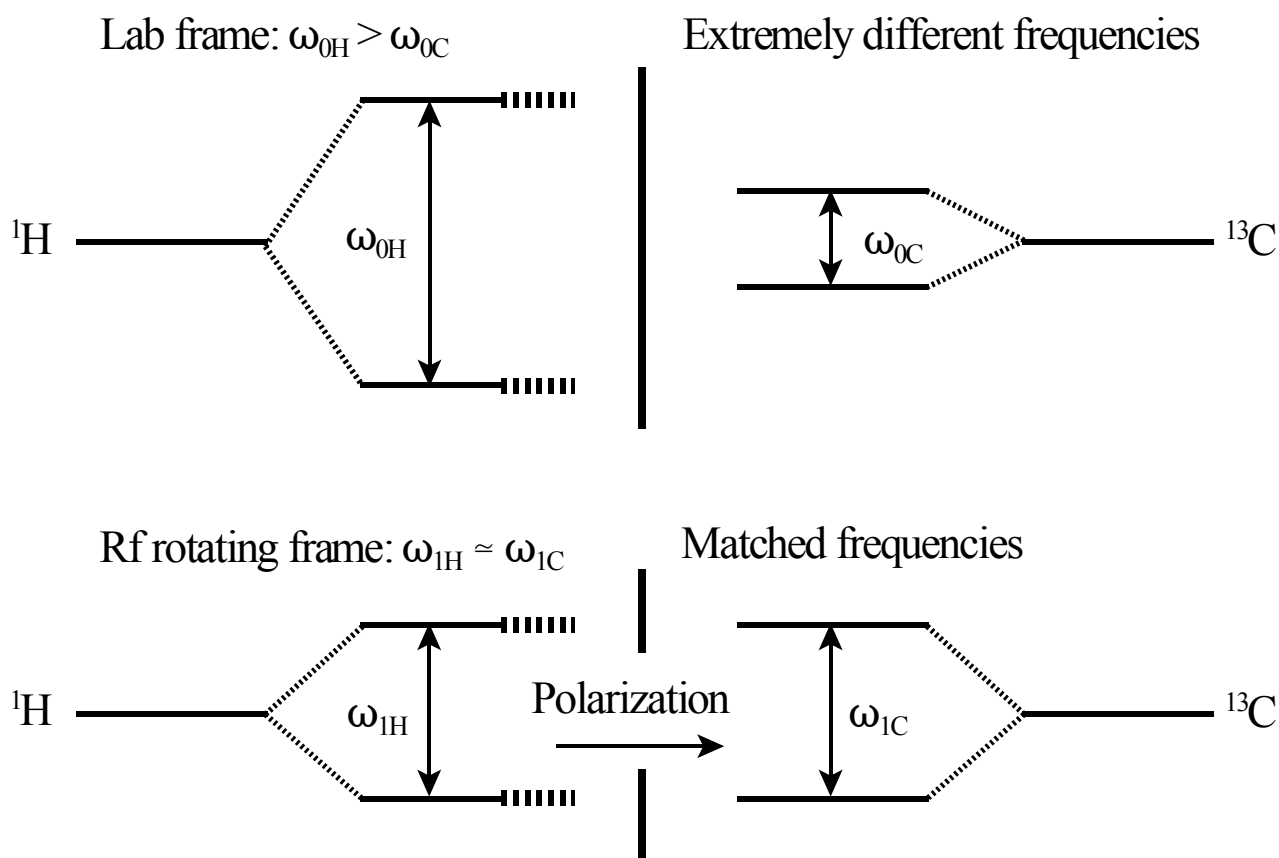 Lab frame: ω₀H > ω₀C
Extremely different frequencies
¹H
ω₀H
ω₀C
¹³C
Rf rotating frame: ω₁H ≃ ω₁C
Matched frequencies
¹H
ω₁H
Polarization
ω₁C
¹³C